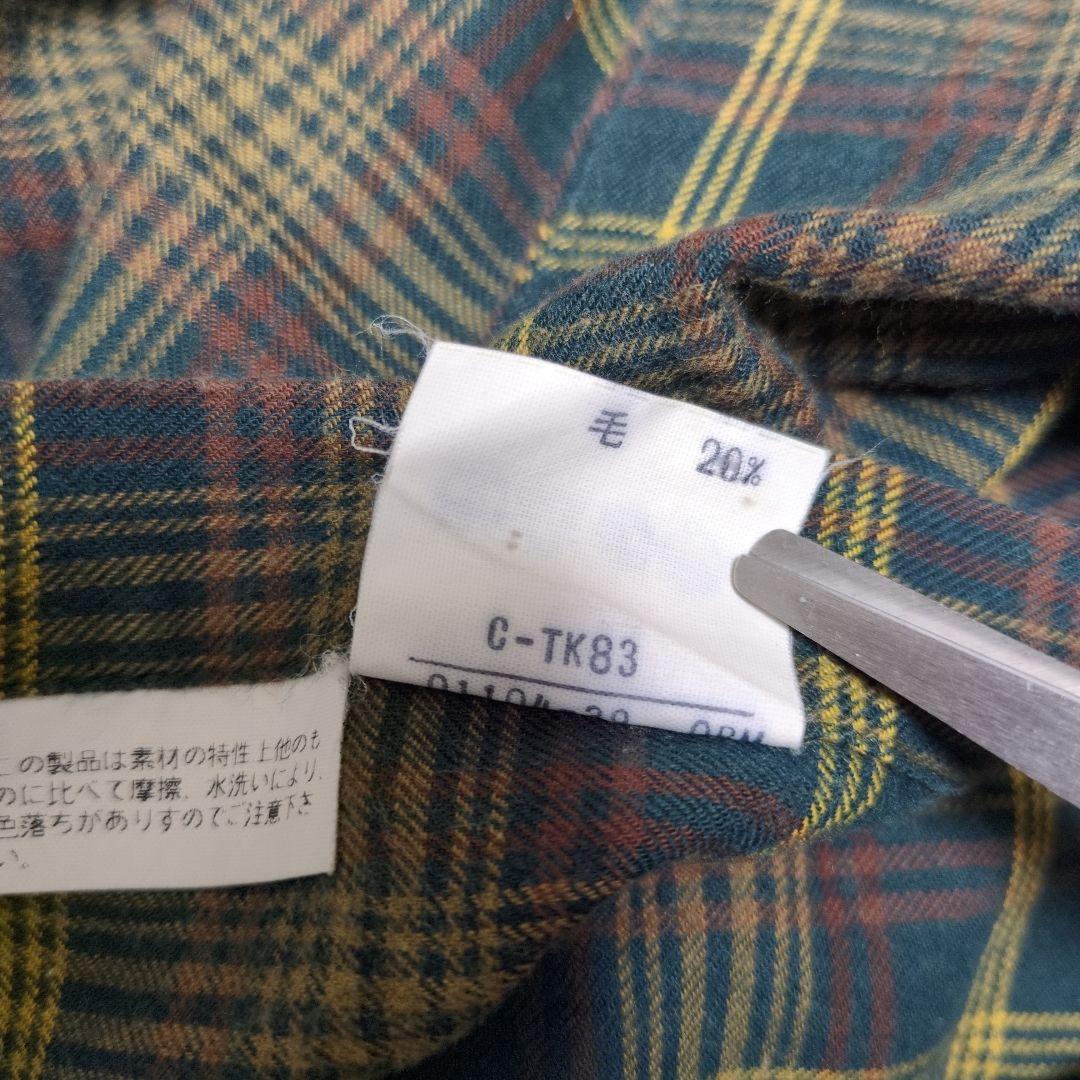 毛 20%
C-TK83
の製品は素材の特性上他のも
のに比べて摩擦、水洗いにより、
色落ちがありすのでご注意下さ
い。